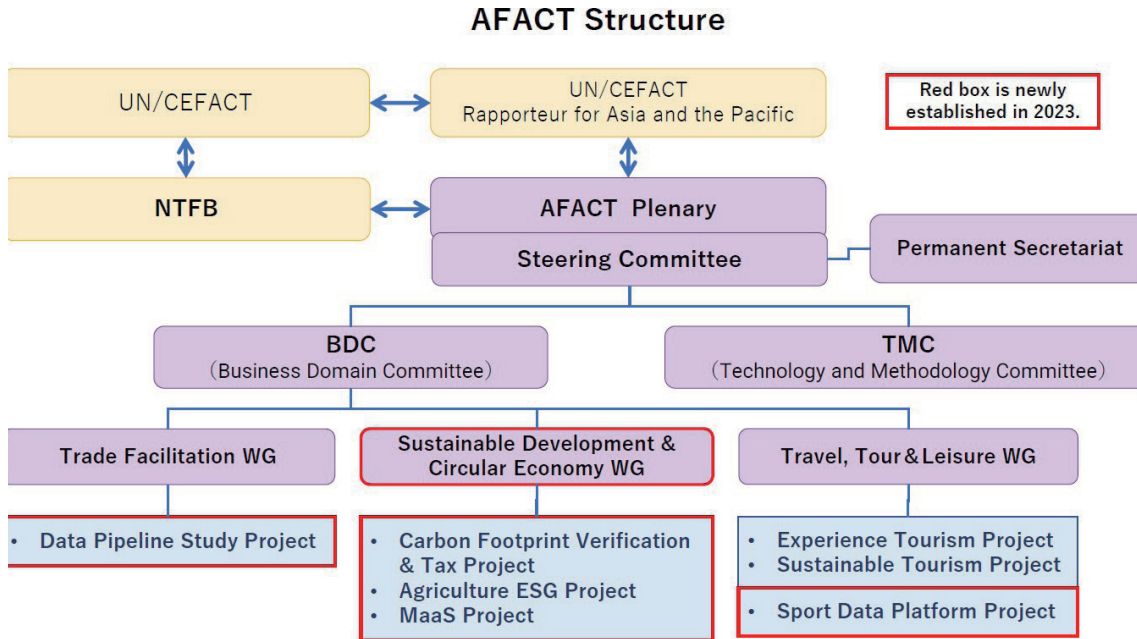 AFACT Structure
UN/CEFACT
UN/CEFACT
Rapporteur for Asia and the Pacific
Red box is newly
established in 2023.
NTFB
AFACT Plenary
Steering Committee
Permanent Secretariat
BDC
(Business Domain Committee)
TMC
(Technology and Methodology Committee)
Trade Facilitation WG
Sustainable Development &
Circular Economy WG
Travel, Tour&Leisure WG
• Data Pipeline Study Project
• Carbon Footprint Verification
& Tax Project
• Agriculture ESG Project
• MaaS Project
• Experience Tourism Project
• Sustainable Tourism Project
• Sport Data Platform Project